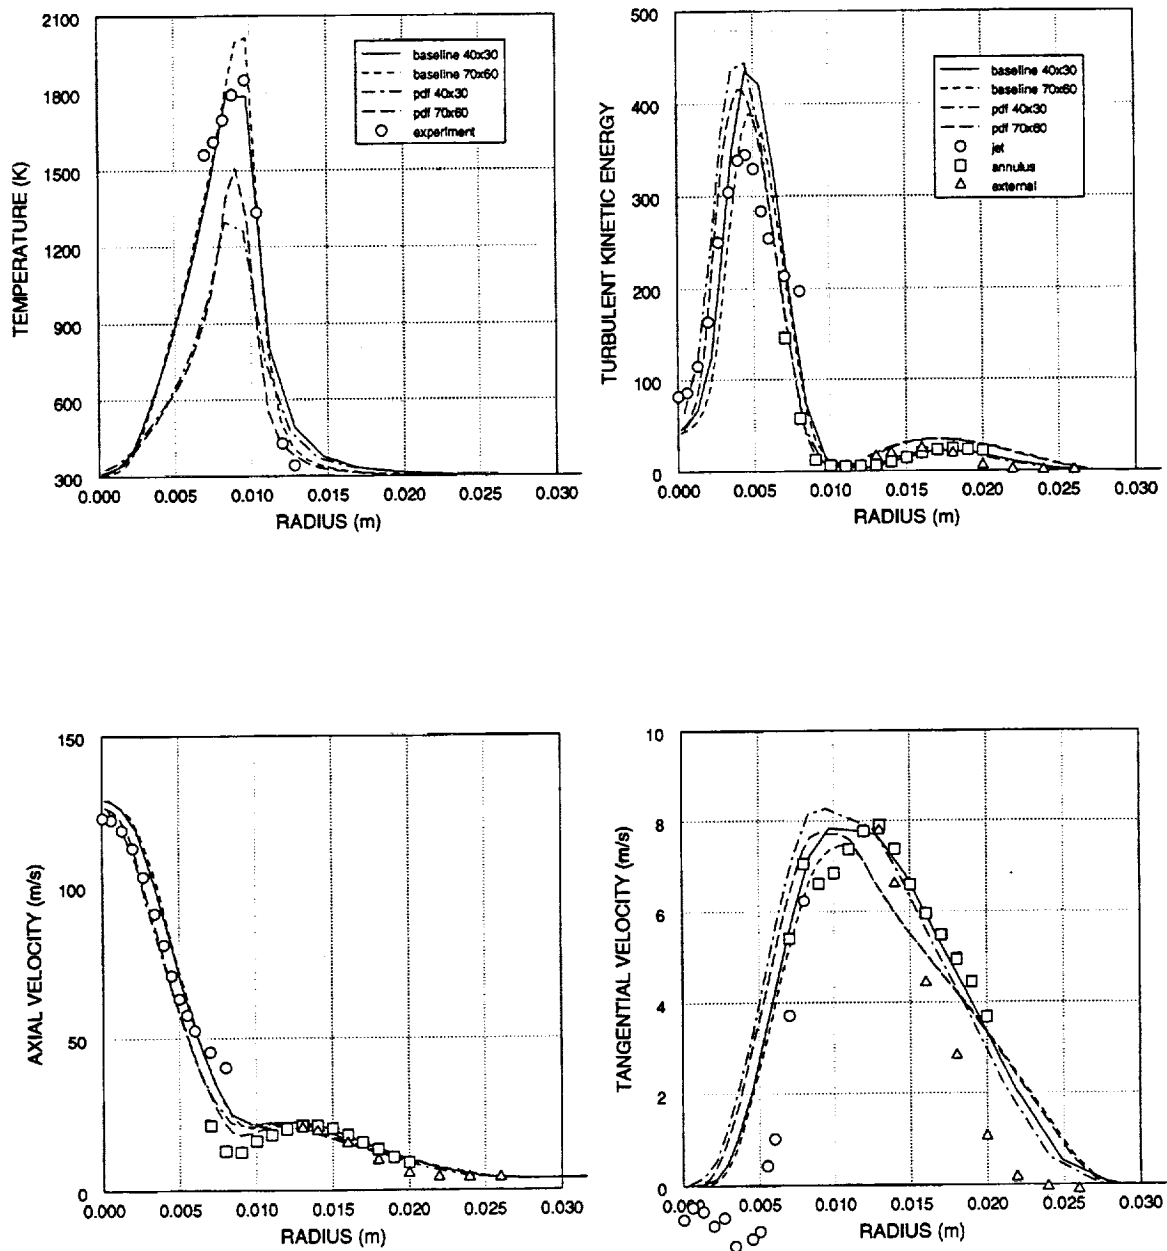 2100
1800
1500
1200
900
600
300
TEMPERATURE (K)
baseline 40x30
baseline 70x60
pdf 40x30
pdf 70x60
experiment
0.000 0.005 0.010 0.015 0.020 0.025 0.030
RADIUS (m)
500
400
300
200
100
0
TURBULENT KINETIC ENERGY
baseline 40x30
baseline 70x60
pdf 40x30
pdf 70x60
jet
annulus
external
0.000 0.005 0.010 0.015 0.020 0.025 0.030
RADIUS (m)
150
100
50
0
AXIAL VELOCITY (m/s)
0.000 0.005 0.010 0.015 0.020 0.025 0.030
RADIUS (m)
10
8
6
4
2
0
TANGENTIAL VELOCITY (m/s)
0.000 0.005 0.010 0.015 0.020 0.025 0.030
RADIUS (m)